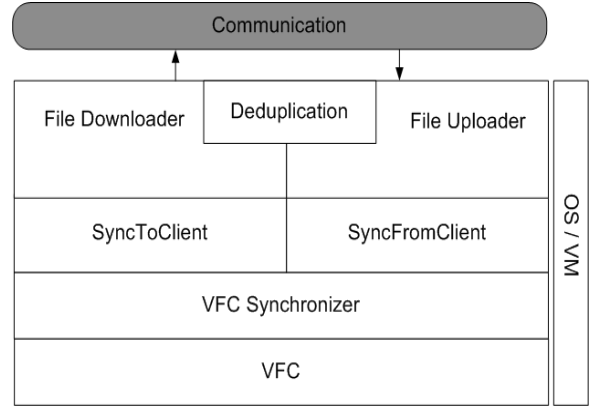 Communication
Deduplication
File Downloader
File Uploader
SyncToClient
SyncFromClient
OS / VM
VFC Synchronizer
VFC